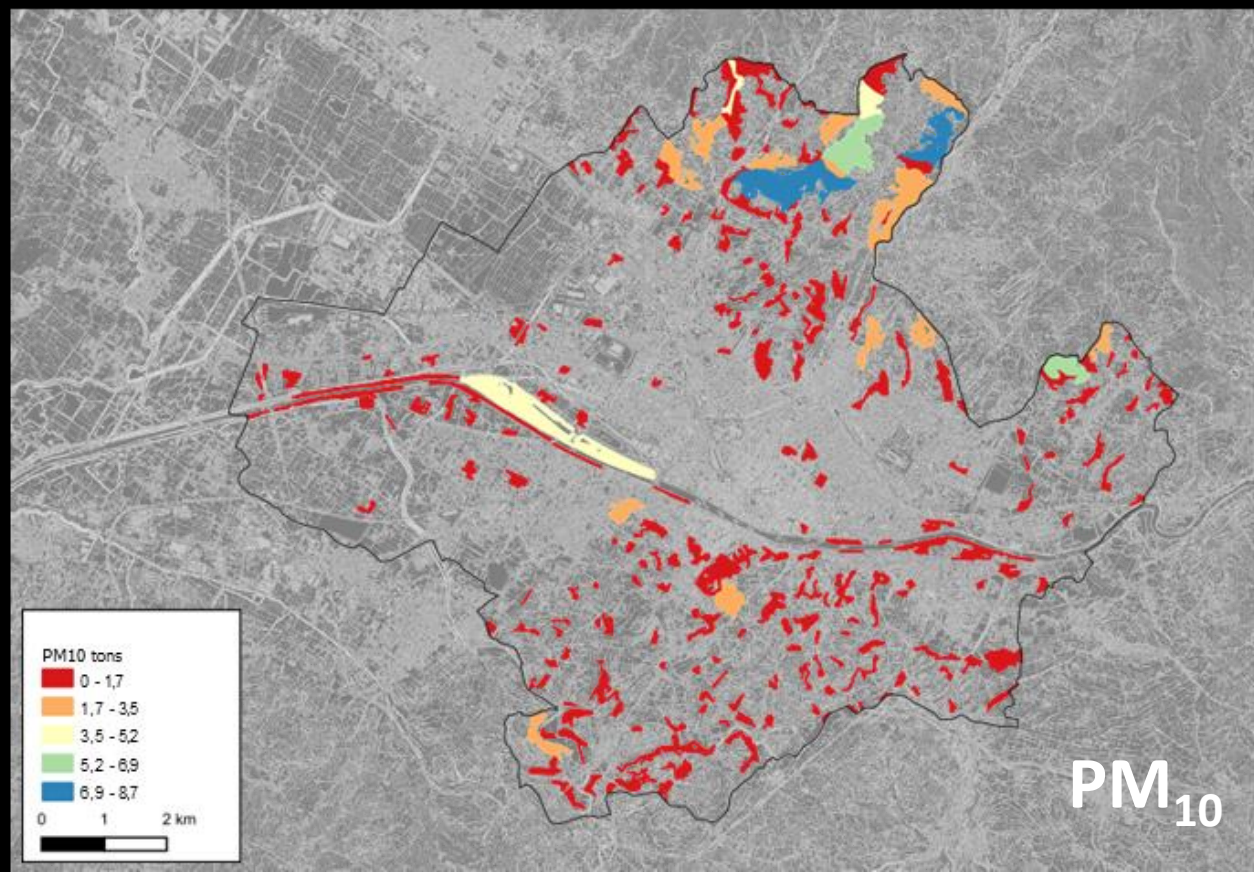 PM10 tons
0 - 1,7
1,7 - 3,5
3,5 - 5,2
5,2 - 6,9
6,9 - 8,7
0 1 2 km
PM10